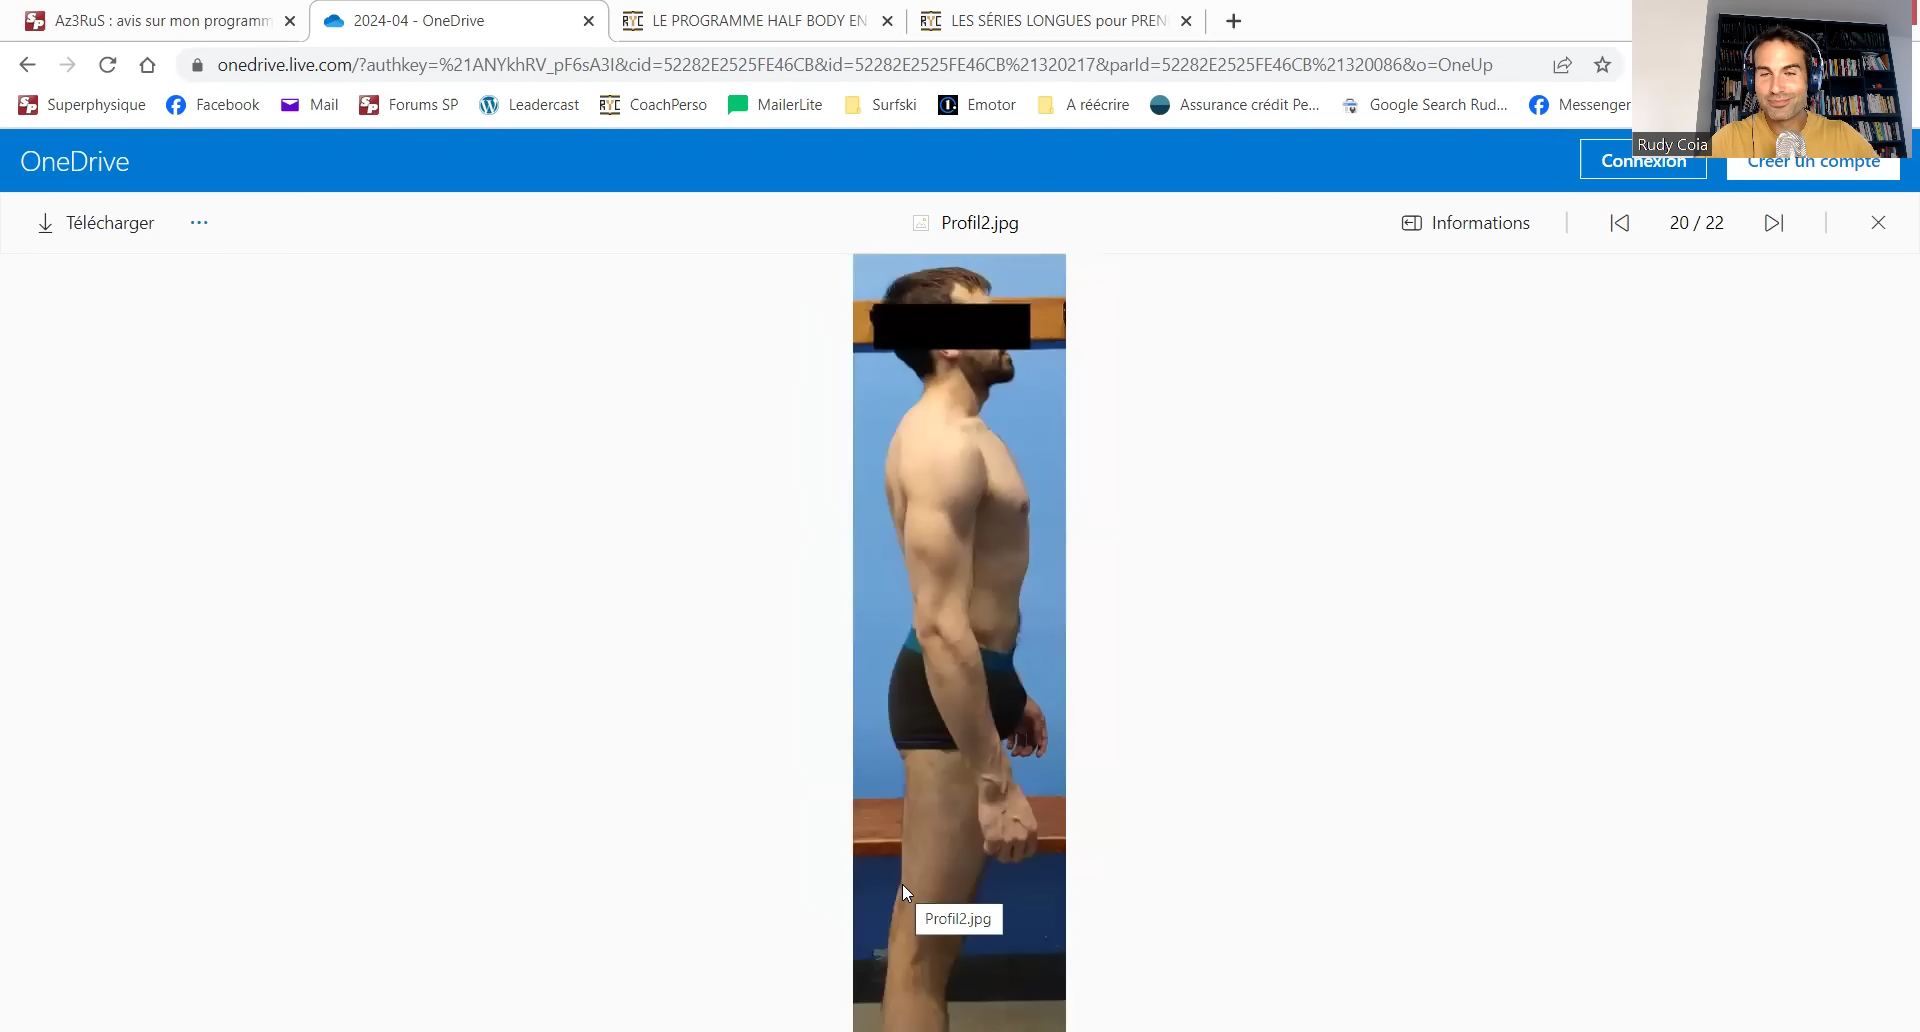 Az3RuS : avis sur mon programm
2024-04 - OneDrive
LE PROGRAMME HALF BODY EN
LES SÉRIES LONGUES pour PREN
onedrive.live.com/?authkey=%21ANYkhRV_pF6sA3I&cid=52282E2525FE46CB&id=52282E2525FE46CB%21320217&parId=52282E2525FE46CB%21320086&o=OneUp
SP Superphysique Facebook Mail SP Forums SP Leadercast RYC CoachPerso MailerLite Surfski Emotor A réécrire Assurance crédit Pe... Google Search Rud... Messenger
Rudy Coia
OneDrive
Connexion
Créer un compte
Télécharger
Profil2.jpg
Informations
20 / 22
Profil2.jpg